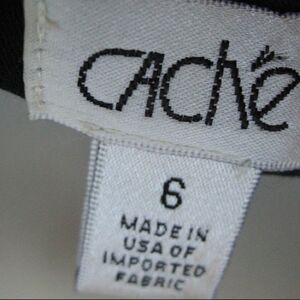 CAChé
6
MADE IN
USA OF
IMPORTED
FABRIC